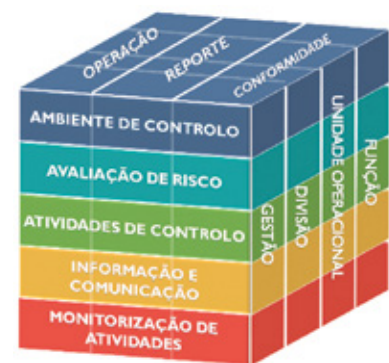 OPERAÇÃO
REPORTE
CONFORMIDADE
AMBIENTE DE CONTROLO
AVALIAÇÃO DE RISCO
ATIVIDADES DE CONTROLO
INFORMAÇÃO E
COMUNICAÇÃO
MONITORIZAÇÃO DE
ATIVIDADES
GESTÃO
DIVISÃO
UNIDADE OPERACIONAL
FUNÇÃO